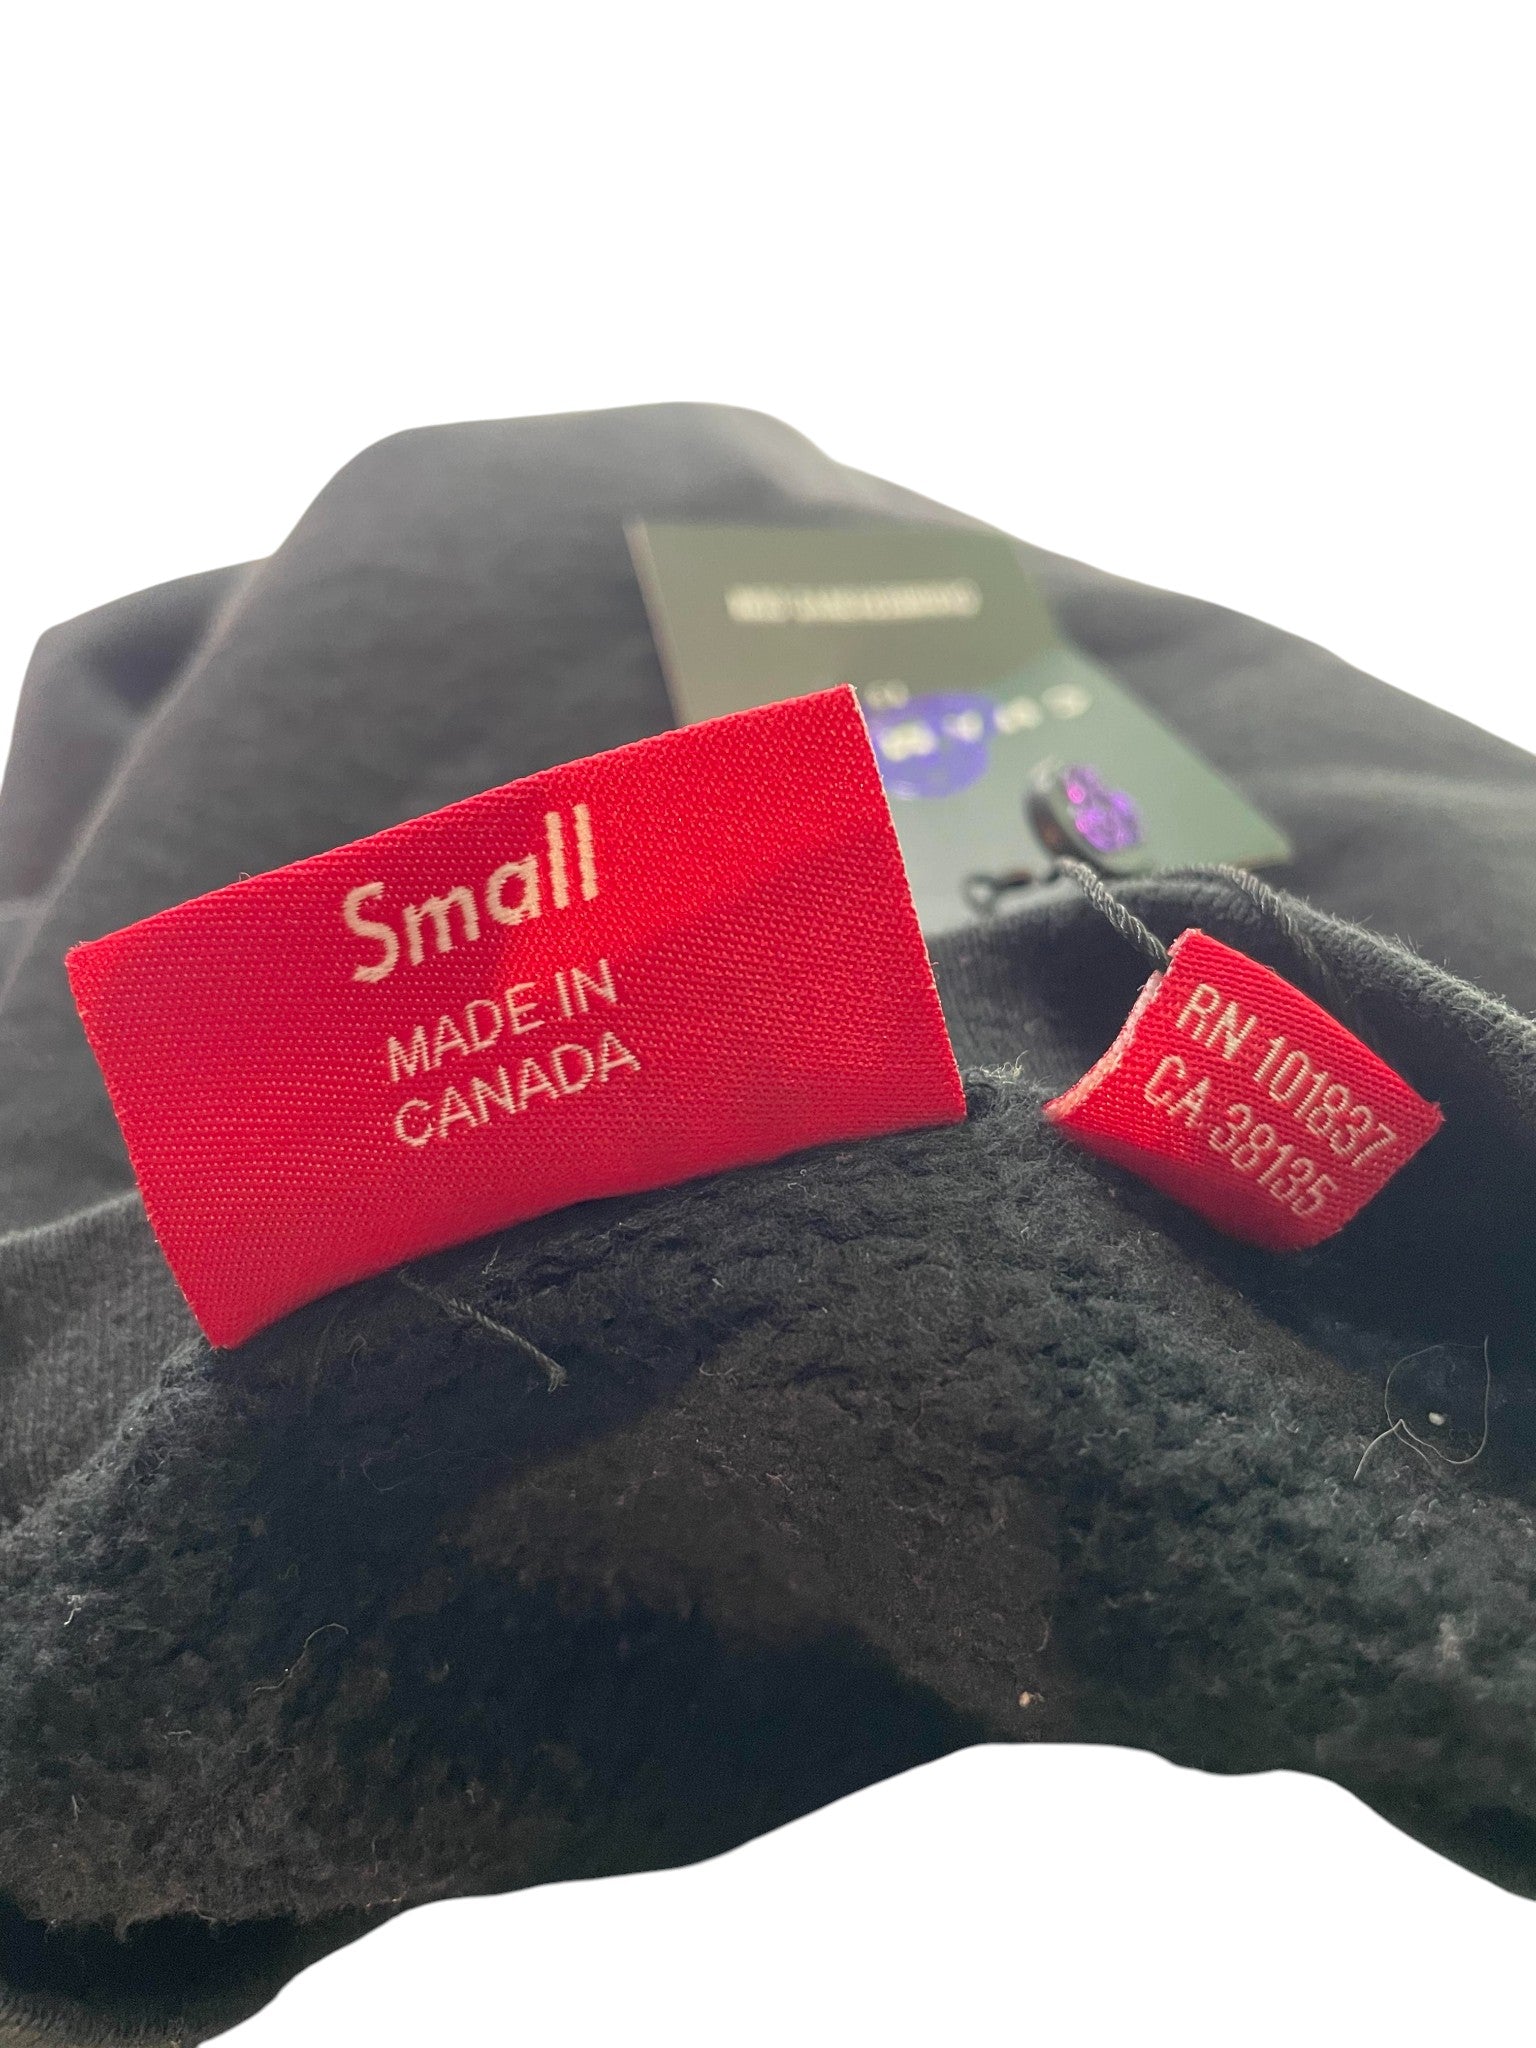 Small
MADE IN
CANADA
RN 101837
CA 38135